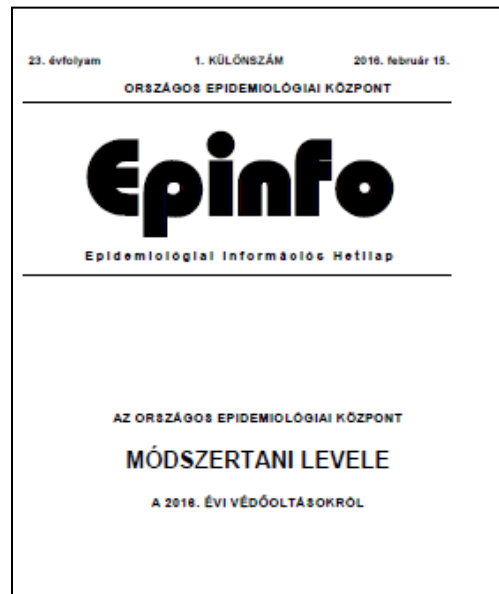 23. évfolyam 1. KÜLÖNSZÁM 2016. február 15.
ORSZÁGOS EPIDEMIOLÓGIAI KÖZPONT
Epinfo
Epidemiológiai Információs Hetilap
AZ ORSZÁGOS EPIDEMIOLÓGIAI KÖZPONT
MÓDSZERTANI LEVELE
A 2016. ÉVI VÉDŐOLTÁSOKRÓL